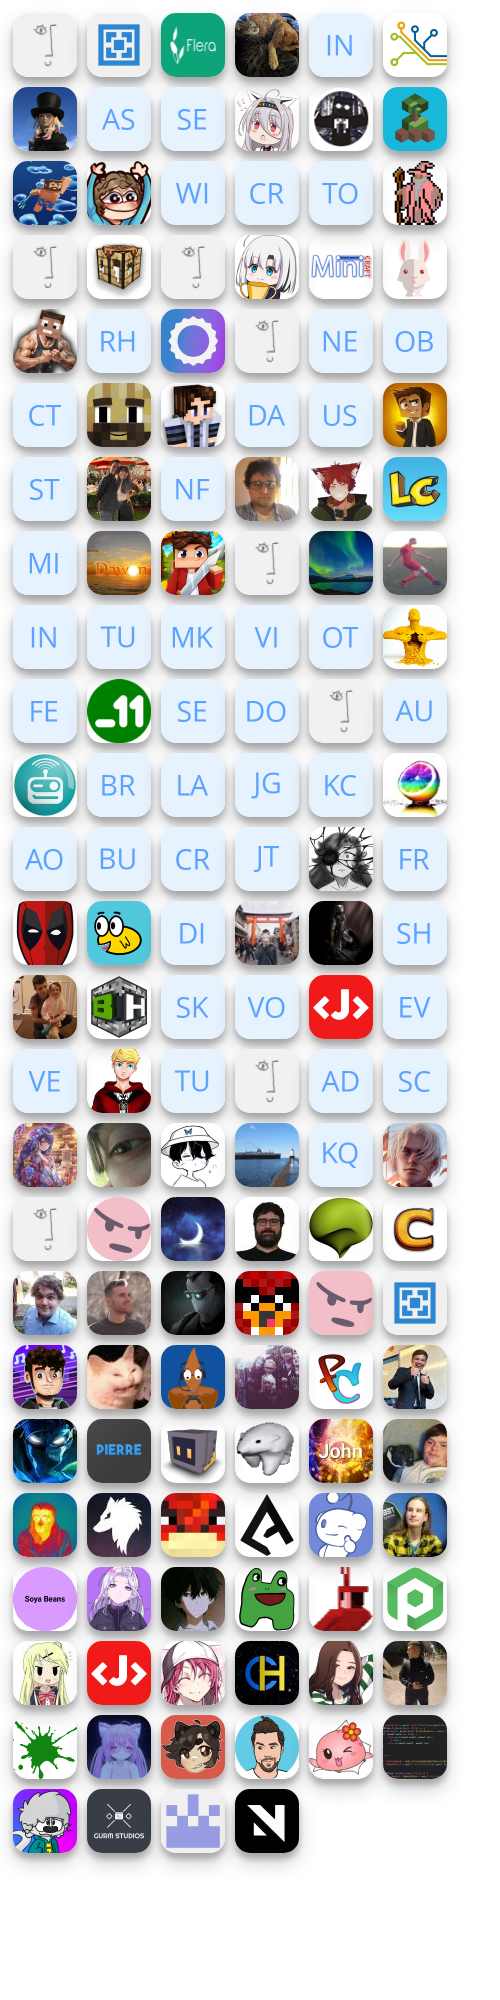 Flera
IN
AS
SE
WI
CR
TO
Mini
RH
NE
OB
CT
DA
US
ST
NF
LC
MI
Dawn
IN
TU
MK
VI
OT
FE
_11
SE
DO
AU
BR
LA
JG
KC
AO
BU
CR
JT
FR
DI
SH
BH
SK
VO
<J>
EV
VE
TU
AD
SC
KQ
C
PC
PIERRE
John
Soya Beans
<J>
CH
GURM STUDIOS
N